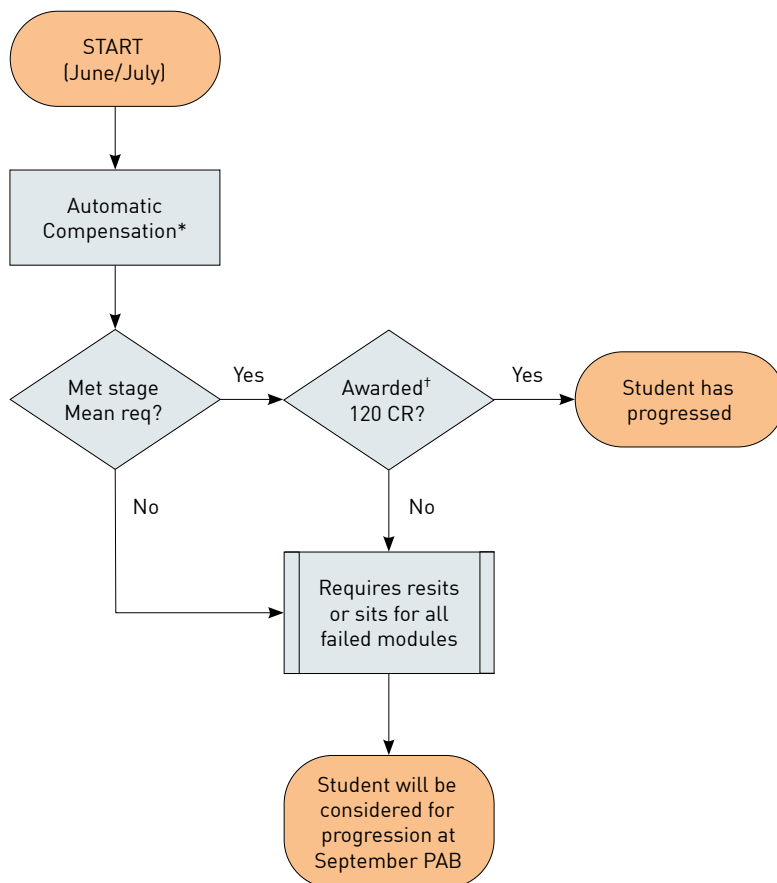 START
(June/July)
Automatic
Compensation*
Met stage
Mean req?
Yes
Awarded†
120 CR?
Yes
Student has
progressed
No
No
Requires resits
or sits for all
failed modules
Student will be
considered for
progression at
September PAB